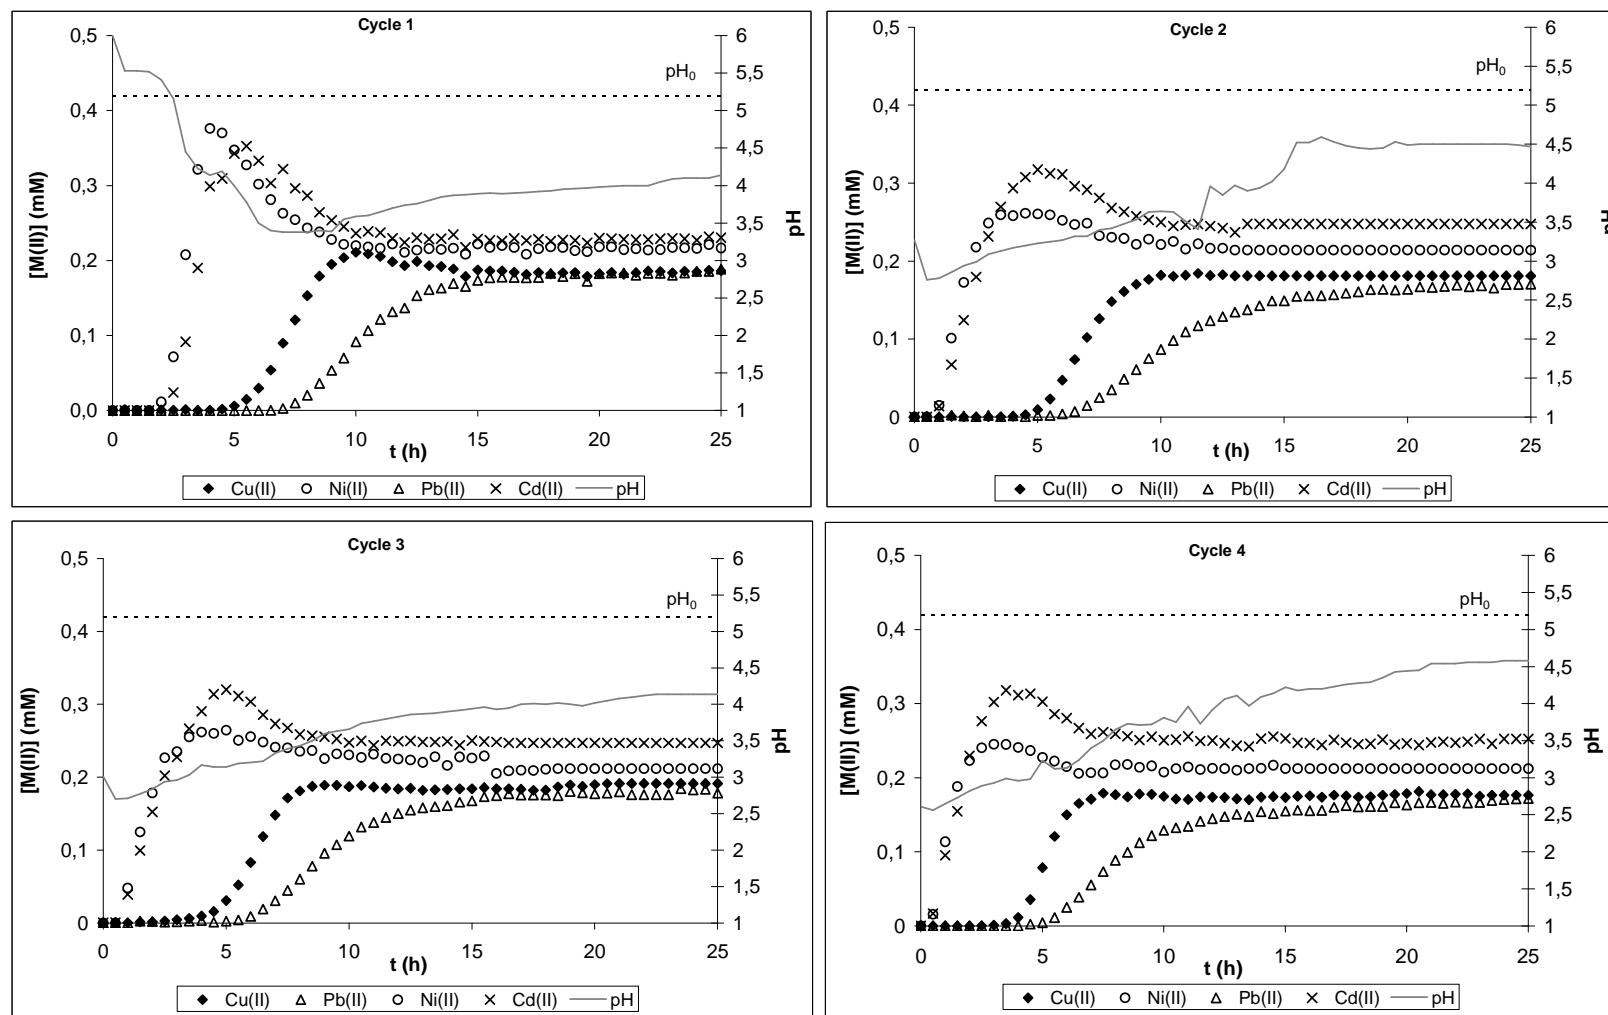 Cycle 1
0,5
0,4
0,3
0,2
0,1
0,0
[M(II)] (mM)
pH₀
6
5,5
5
4,5
4
3,5
3
2,5
2
1,5
1
pH
0 5 10 15 20 25
t (h)
Cu(II) Ni(II) Pb(II) Cd(II) pH
Cycle 2
0,5
0,4
0,3
0,2
0,1
0
[M(II)] (mM)
pH₀
6
5,5
5
4,5
4
3,5
3
2,5
2
1,5
1
pH
0 5 10 15 20 25
t (h)
Cu(II) Ni(II) Pb(II) Cd(II) pH
Cycle 3
0,5
0,4
0,3
0,2
0,1
0
[M(II)] (mM)
pH₀
6
5,5
5
4,5
4
3,5
3
2,5
2
1,5
1
pH
0 5 10 15 20 25
t (h)
Cu(II) Pb(II) Ni(II) Cd(II) pH
Cycle 4
0,5
0,4
0,3
0,2
0,1
0
[M(II)] (mM)
pH₀
6
5,5
5
4,5
4
3,5
3
2,5
2
1,5
1
pH
0 5 10 15 20 25
t (h)
Cu(II) Ni(II) Pb(II) Cd(II) pH